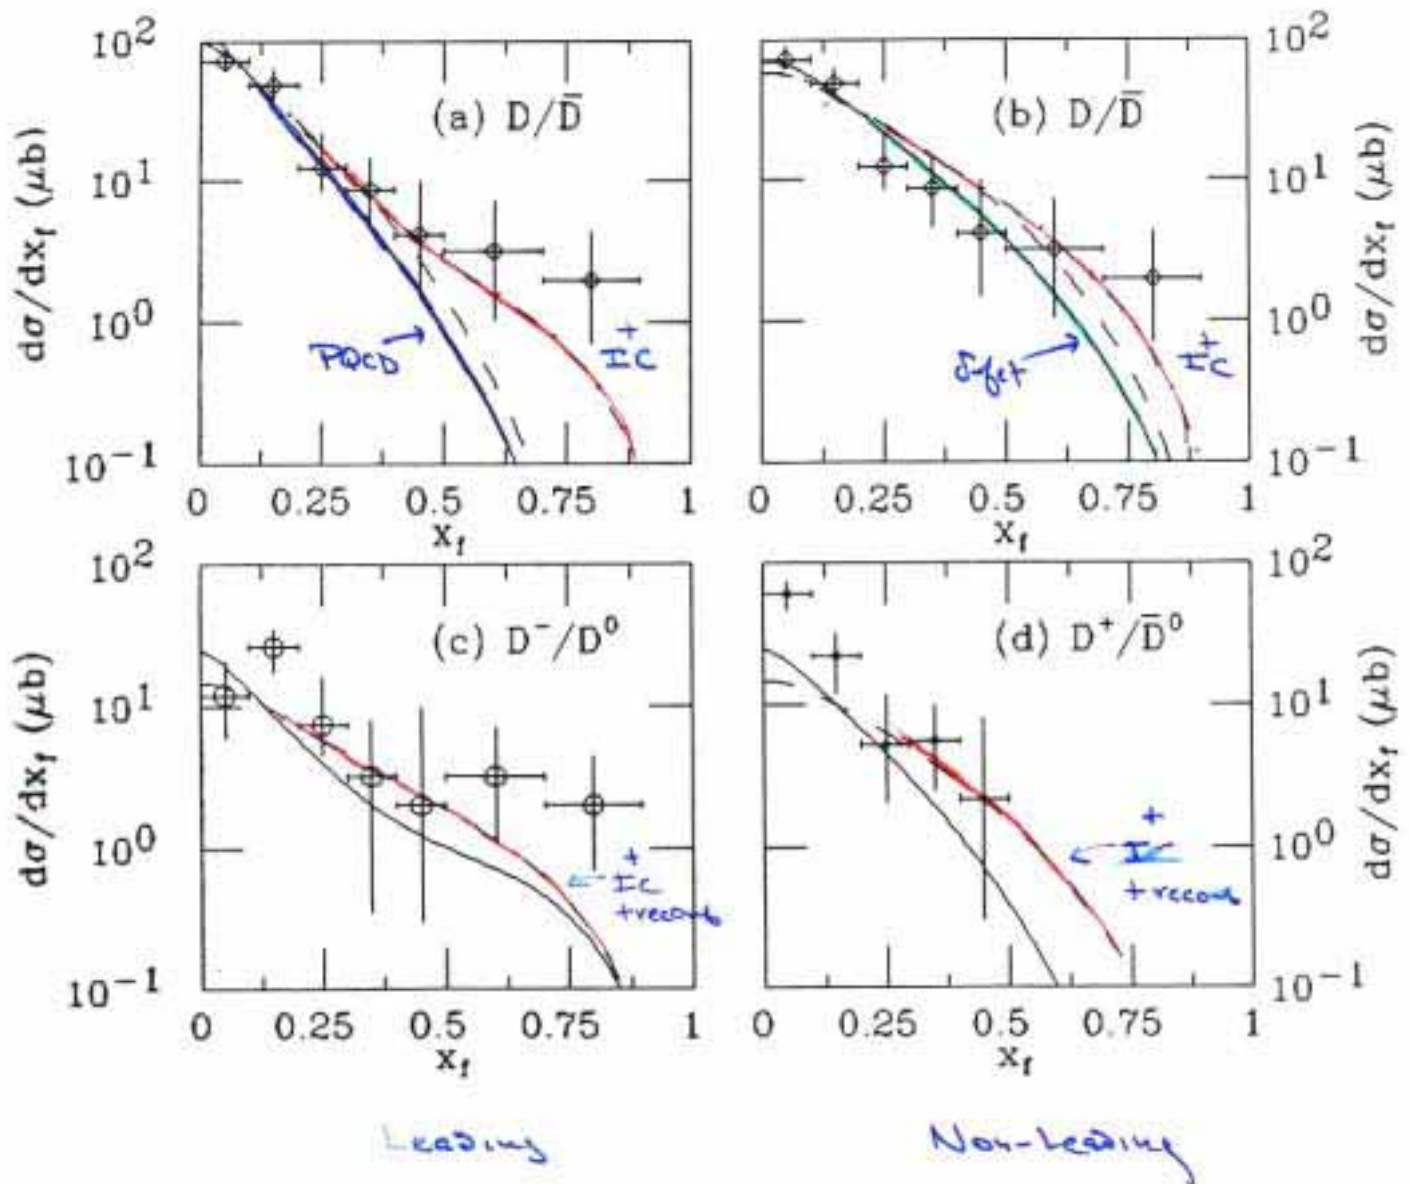 10²
10¹
10⁰
10⁻¹
dσ/dx_f (μb)
(a) D/D̄
PQCD
+
IC
0 0.25 0.5 0.75 1
x_f
10²
10¹
10⁰
10⁻¹
dσ/dx_f (μb)
(b) D/D̄
+
IC
0 0.25 0.5 0.75 1
x_f
10²
10¹
10⁰
10⁻¹
dσ/dx_f (μb)
(c) D⁻/D⁰
+
IC
+recomb
0 0.25 0.5 0.75 1
x_f
10²
10¹
10⁰
10⁻¹
dσ/dx_f (μb)
(d) D⁺/D̄⁰
+
IC
+recomb
0 0.25 0.5 0.75 1
x_f
Leading
Non-Leading